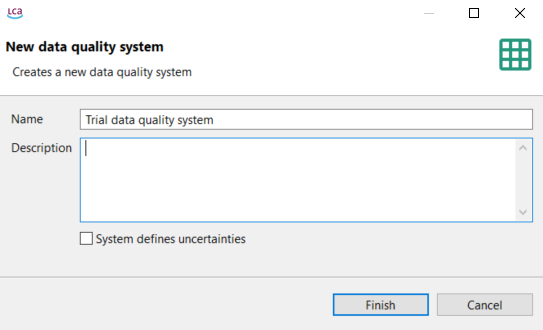 LCA
New data quality system
Creates a new data quality system
Name
Trial data quality system
Description
System defines uncertainties
Finish
Cancel